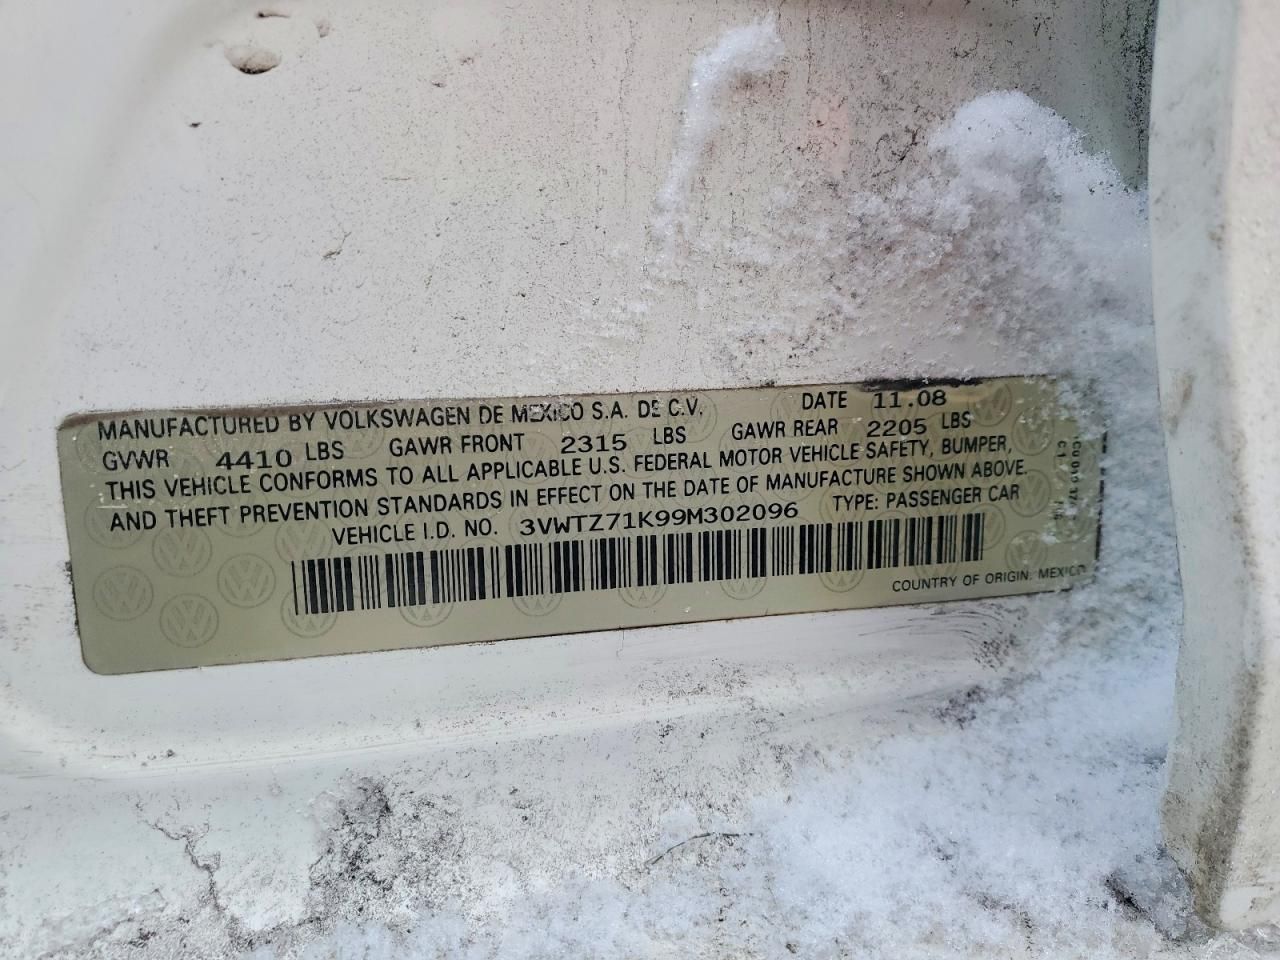 MANUFACTURED BY VOLKSWAGEN DE MEXICO S.A. DE C.V. DATE 11.08
GVWR 4410 LBS GAWR FRONT 2315 LBS GAWR REAR 2205 LBS
THIS VEHICLE CONFORMS TO ALL APPLICABLE U.S. FEDERAL MOTOR VEHICLE SAFETY, BUMPER,
AND THEFT PREVENTION STANDARDS IN EFFECT ON THE DATE OF MANUFACTURE SHOWN ABOVE.
VEHICLE I.D. NO. 3VWTZ71K99M302096 TYPE: PASSENGER CAR
COUNTRY OF ORIGIN: MEXICO